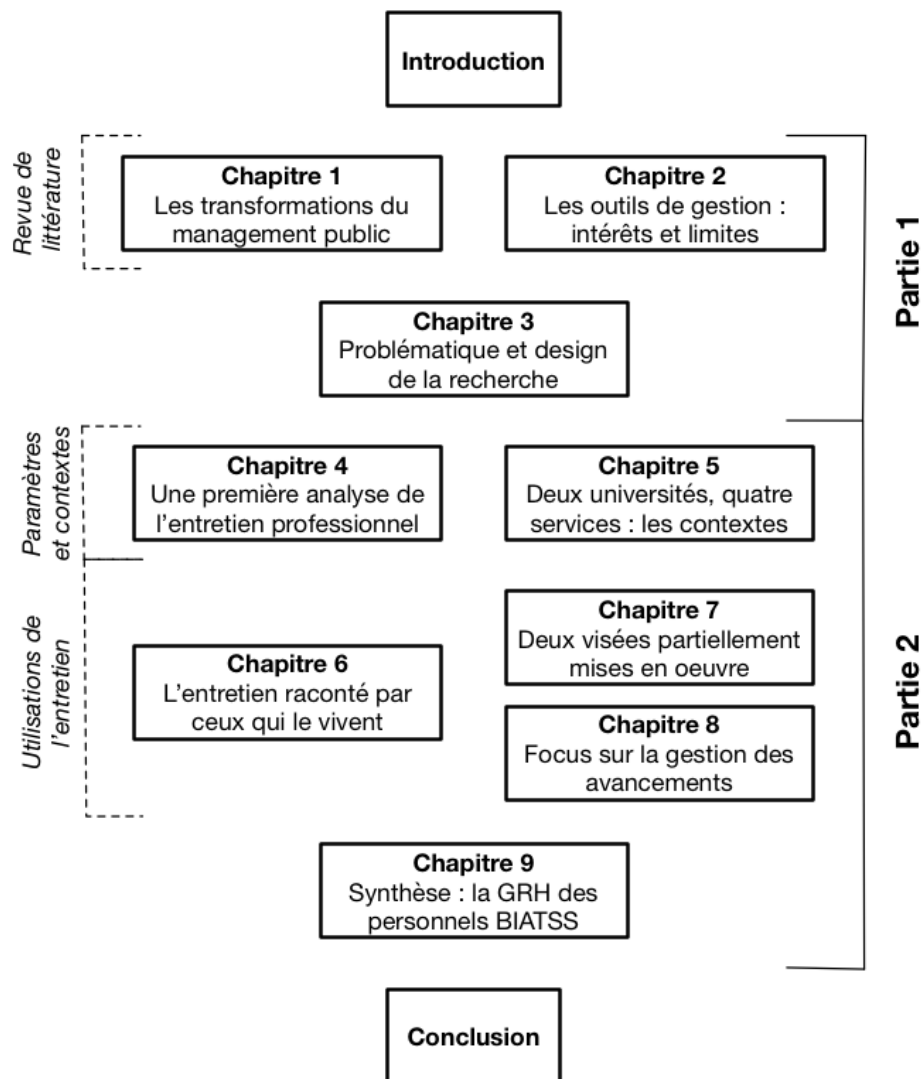 Introduction
Revue de
littérature
Chapitre 1
Les transformations du
management public
Chapitre 2
Les outils de gestion :
intérêts et limites
Partie 1
Chapitre 3
Problématique et design
de la recherche
Paramètres
et contextes
Chapitre 4
Une première analyse de
l'entretien professionnel
Chapitre 5
Deux universités, quatre
services : les contextes
Utilisations de
l'entretien
Chapitre 6
L'entretien raconté par
ceux qui le vivent
Chapitre 7
Deux visées partiellement
mises en oeuvre
Chapitre 8
Focus sur la gestion des
avancements
Partie 2
Chapitre 9
Synthèse : la GRH des
personnels BIATSS
Conclusion